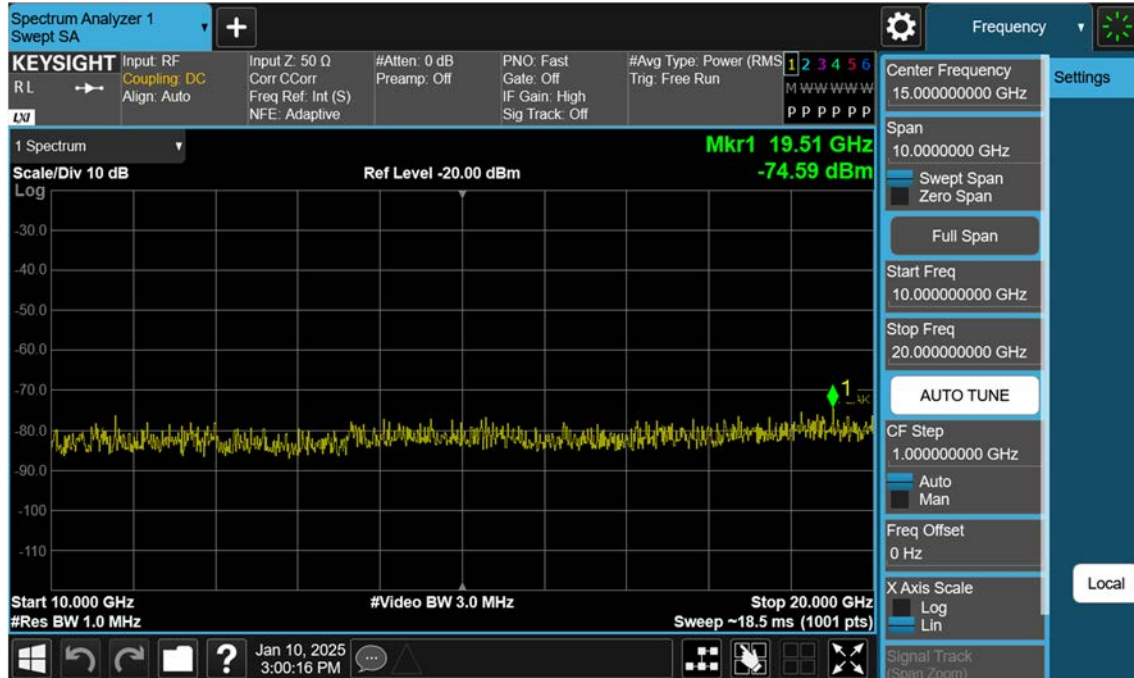 Spectrum Analyzer 1
Swept SA
+
Frequency
KEYSIGHT
R L
LXI
Input: RF
Coupling: DC
Align: Auto
Input Z: 50 Ω
Corr CCorr
Freq Ref: Int (S)
NFE: Adaptive
#Atten: 0 dB
Preamp: Off
PNO: Fast
Gate: Off
IF Gain: High
Sig Track: Off
#Avg Type: Power (RMS
Trig: Free Run
1 2 3 4 5 6
M W W W W W
P P P P P P
1 Spectrum
Mkr1 19.51 GHz
-74.59 dBm
Scale/Div 10 dB
Ref Level -20.00 dBm
Log
-30.0
-40.0
-50.0
-60.0
-70.0
-80.0
-90.0
-100
-110
1
Start 10.000 GHz
#Video BW 3.0 MHz
Stop 20.000 GHz
#Res BW 1.0 MHz
Sweep ~18.5 ms (1001 pts)
?
Jan 10, 2025
3:00:16 PM
Center Frequency
15.000000000 GHz
Span
10.0000000 GHz
Swept Span
Zero Span
Full Span
Start Freq
10.000000000 GHz
Stop Freq
20.000000000 GHz
AUTO TUNE
CF Step
1.000000000 GHz
Auto
Man
Freq Offset
0 Hz
X Axis Scale
Log
Lin
Signal Track
(Span Zoom)
Settings
Local